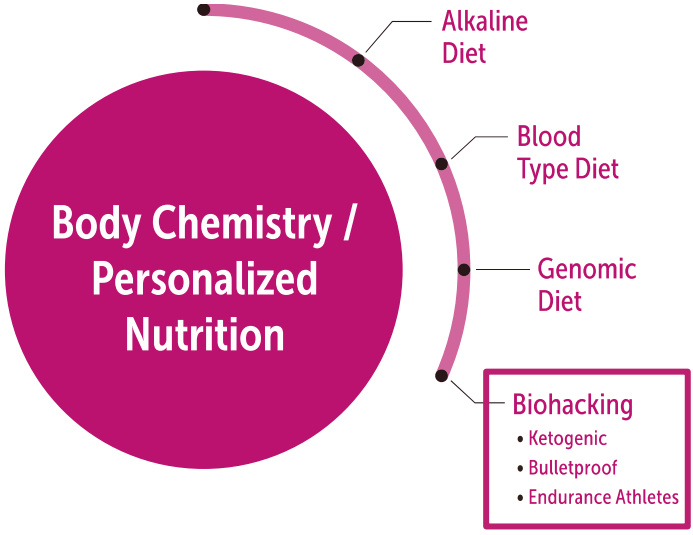 Body Chemistry /
Personalized
Nutrition
Alkaline
Diet
Blood
Type Diet
Genomic
Diet
Biohacking
• Ketogenic
• Bulletproof
• Endurance Athletes